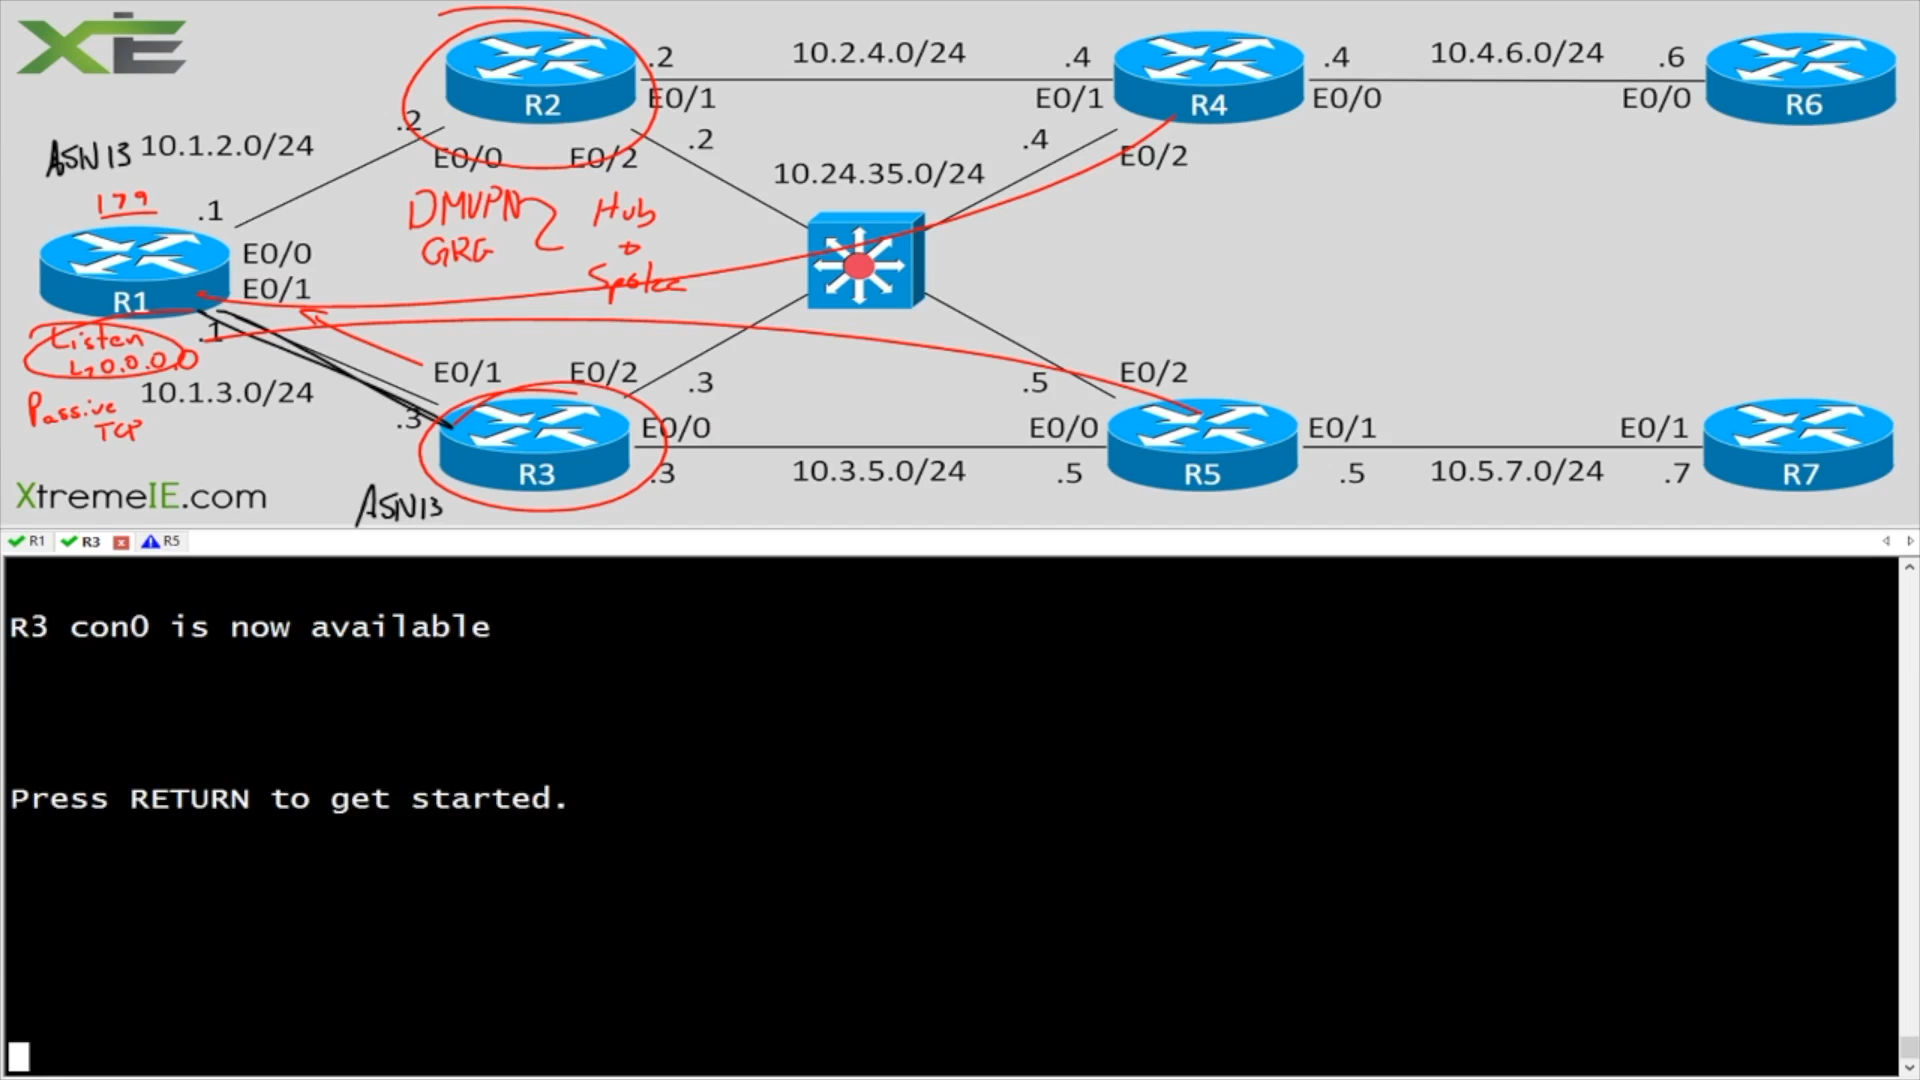 XIE
.2
10.2.4.0/24
.4
.4
10.4.6.0/24
.6
R2
E0/1
E0/1
R4
E0/0
E0/0
R6
.2
ASN13
10.1.2.0/24
E0/0
E0/2
.2
.4
E0/2
10.24.35.0/24
179
.1
DMVPN
Hub
GRG
+
Spoke
E0/0
E0/1
R1
Listen
↳0.0.0.0
.1
10.1.3.0/24
Passive
TCP
E0/1
E0/2
.3
.5
E0/2
.3
E0/0
E0/0
E0/1
E0/1
R3
.3
10.3.5.0/24
.5
R5
.5
10.5.7.0/24
.7
R7
XtremeIE.com
ASN13
R1
R3
R5
R3 con0 is now available
Press RETURN to get started.